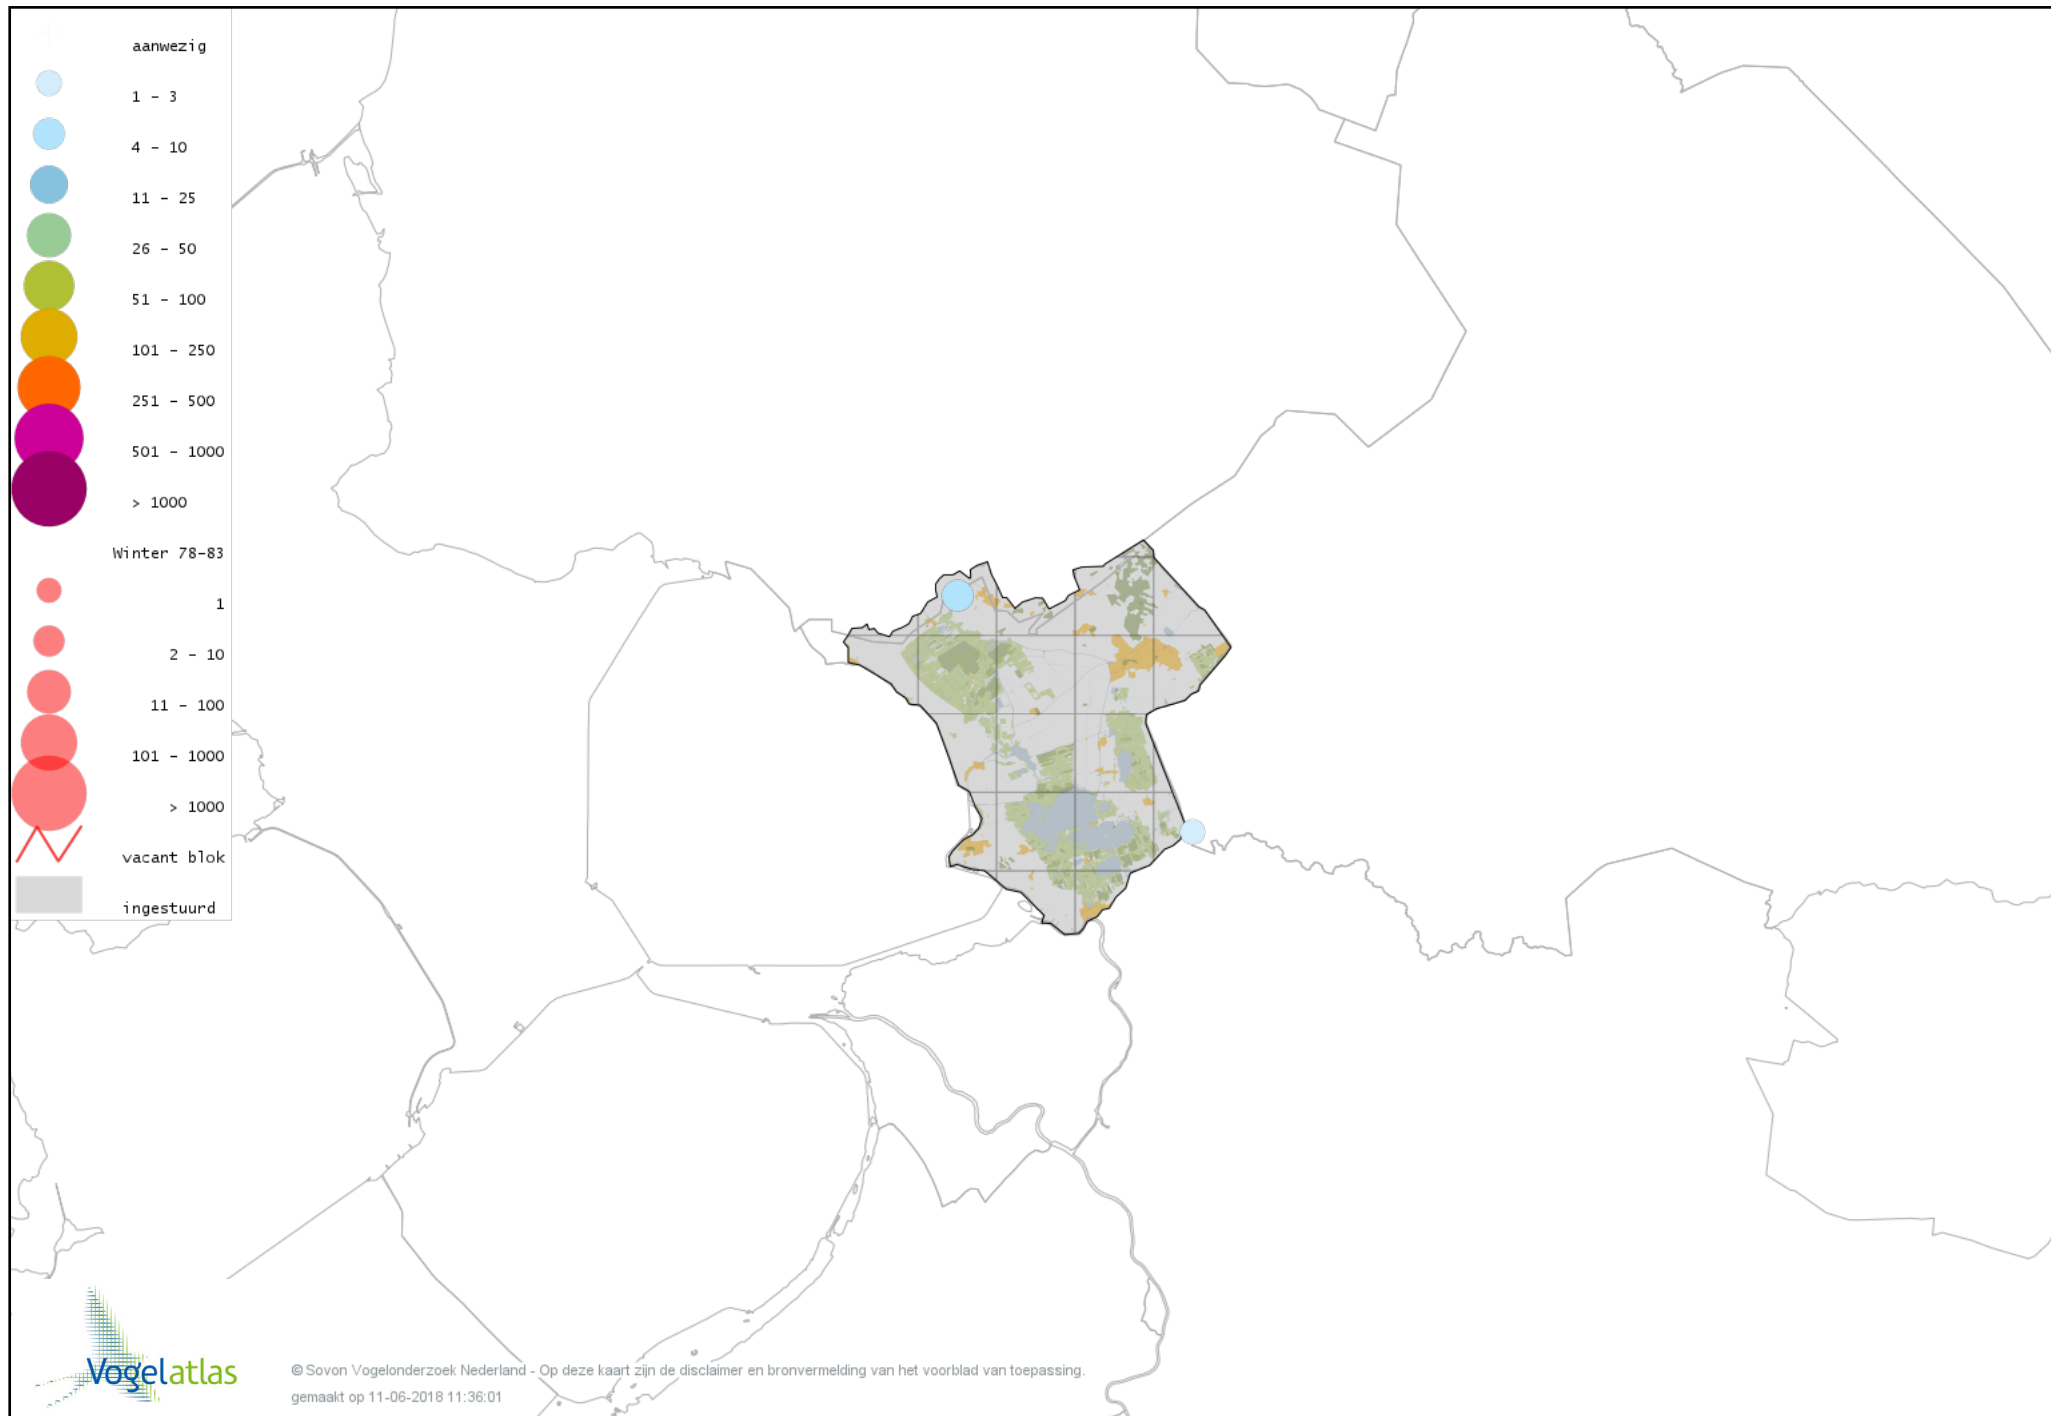 aanwezig
1 - 3
4 - 10
11 - 25
26 - 50
51 - 100
101 - 250
251 - 500
501 - 1000
> 1000
Winter 78-83
1
2 - 10
11 - 100
101 - 1000
> 1000
vacant blok
ingestuurd
Vogelatlas
© Sovon Vogelonderzoek Nederland - Op deze kaart zijn de disclaimer en bronvermelding van het voorblad van toepassing.
gemaakt op 11-06-2018 11:36:01